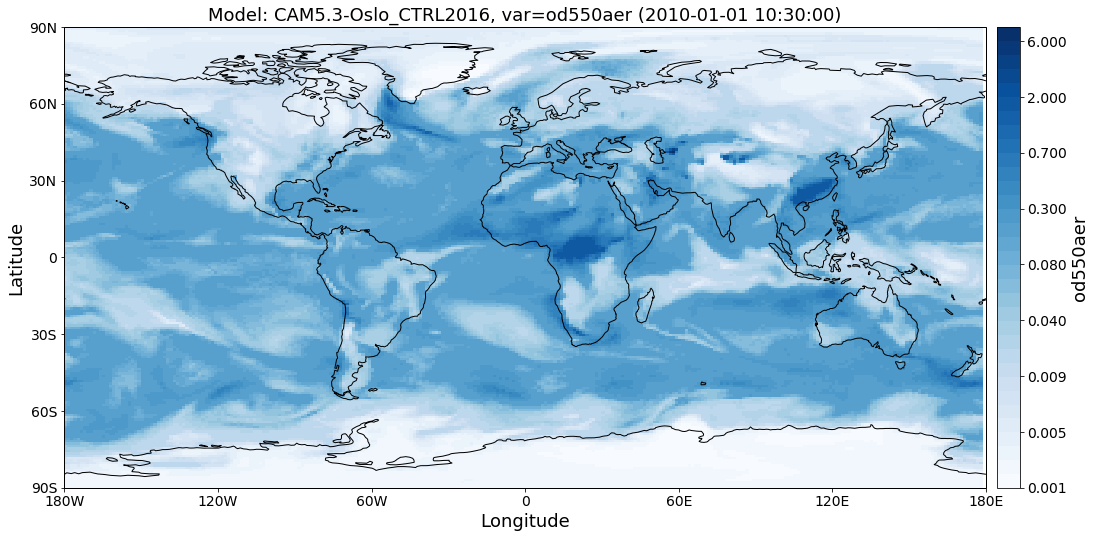 Model: CAM5.3-Oslo_CTRL2016, var=od550aer (2010-01-01 10:30:00)
90N
60N
30N
0
30S
60S
90S
Latitude
180W
120W
60W
0
60E
120E
180E
Longitude
6.000
2.000
0.700
0.300
0.080
0.040
0.009
0.005
0.001
od550aer